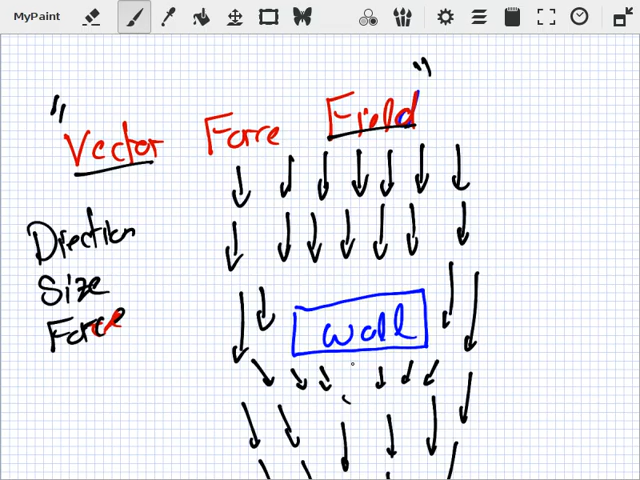 MyPaint
"Vector Force Field"
Direction
Size
Force
Wall